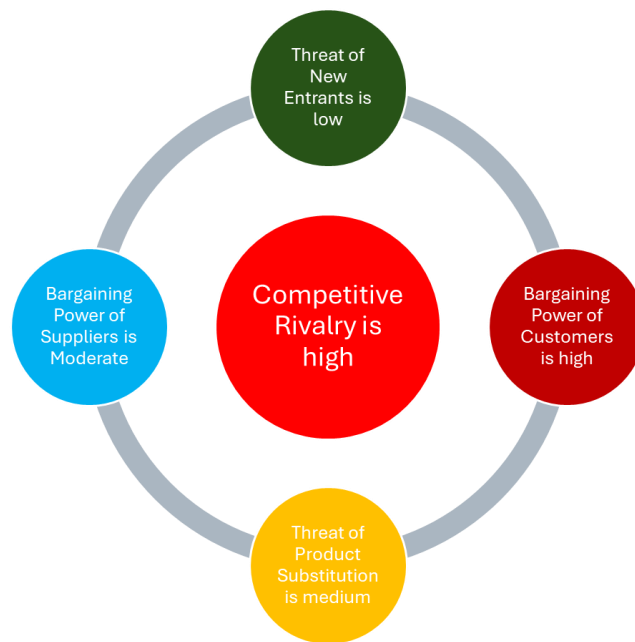 Threat of
New
Entrants is
low
Bargaining
Power of
Suppliers is
Moderate
Competitive
Rivalry is
high
Bargaining
Power of
Customers
is high
Threat of
Product
Substitution
is medium